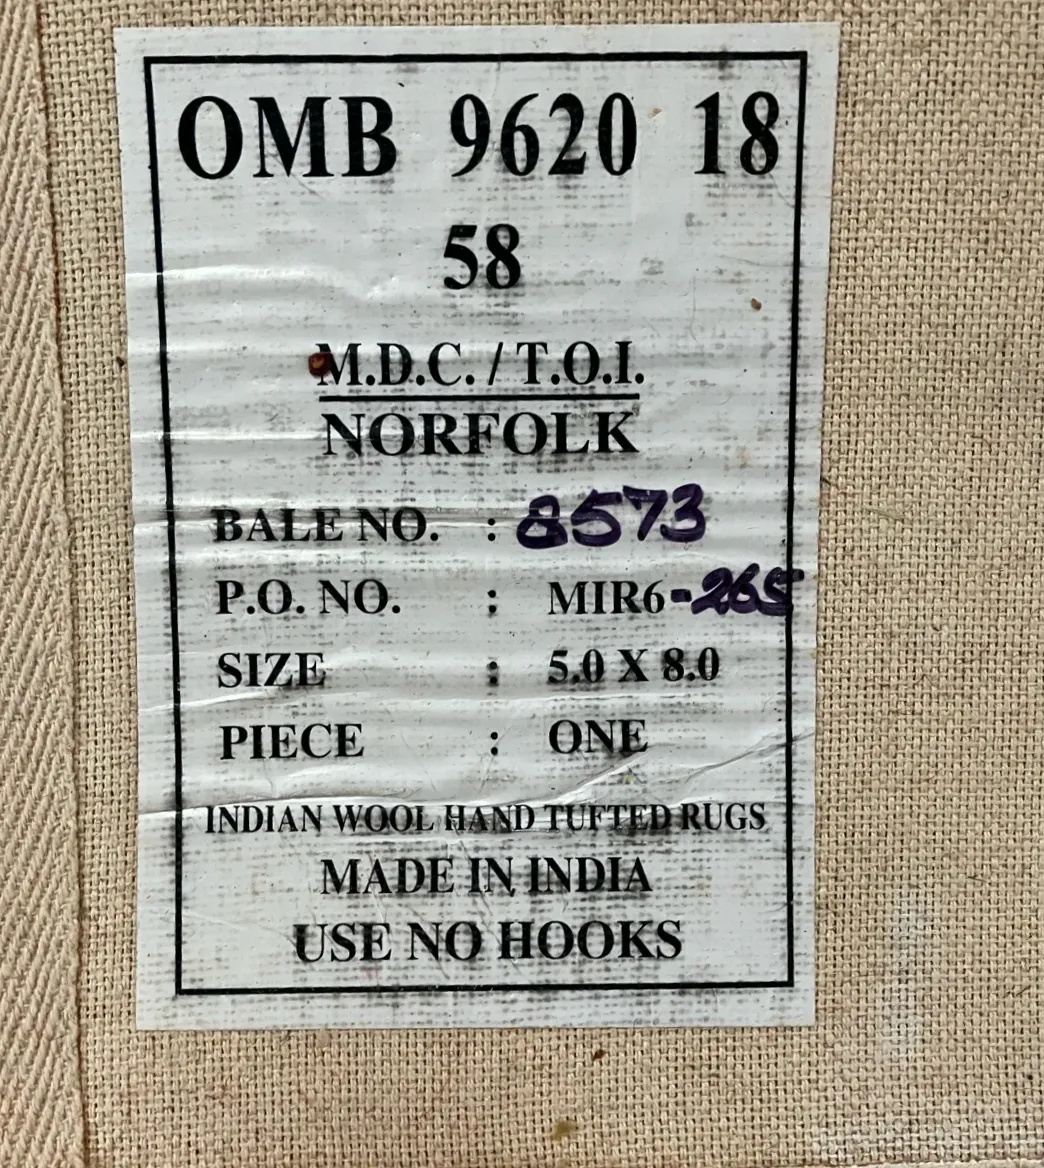 OMB 9620 18
58
M.D.C. / T.O.I.
NORFOLK
BALE NO. : 8573
P.O. NO. : MIR6-265
SIZE : 5.0 X 8.0
PIECE : ONE
INDIAN WOOL HAND TUFTED RUGS
MADE IN INDIA
USE NO HOOKS